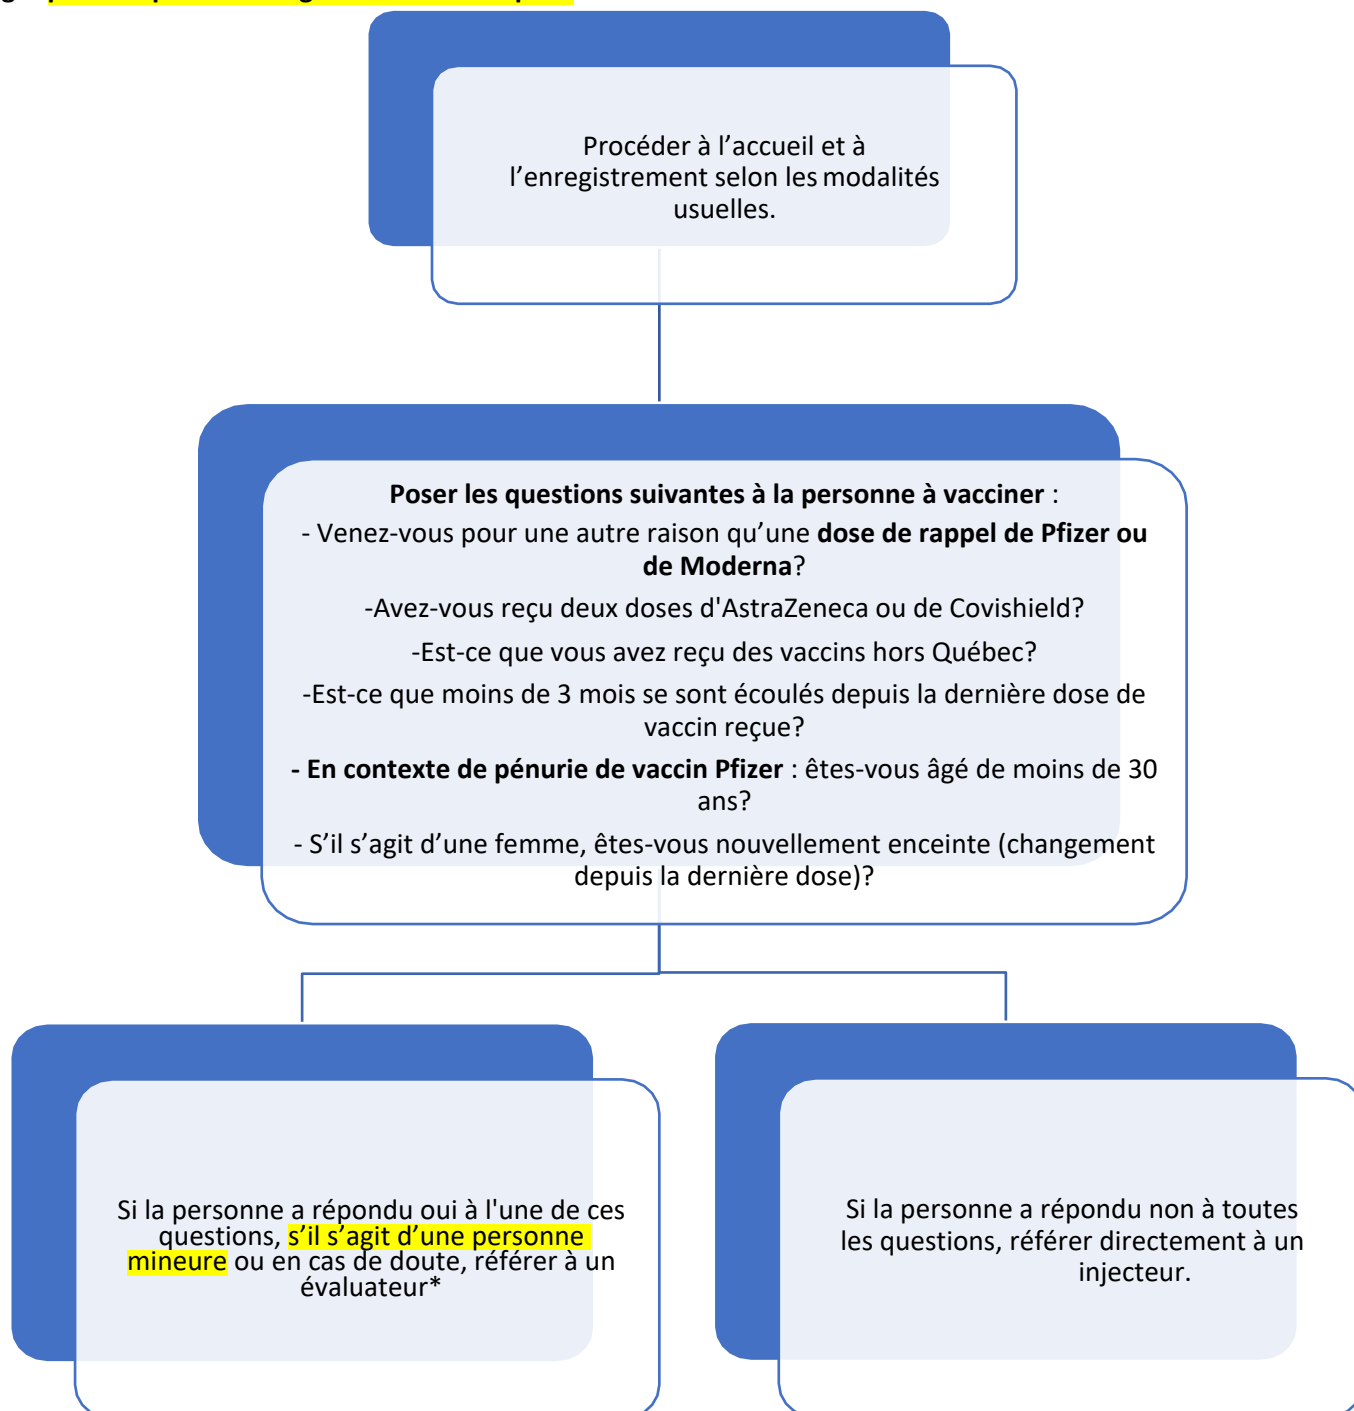 Procéder à l’accueil et à
l’enregistrement selon les modalités
usuelles.
Poser les questions suivantes à la personne à vacciner :
- Venez-vous pour une autre raison qu’une dose de rappel de Pfizer ou
de Moderna?
-Avez-vous reçu deux doses d'AstraZeneca ou de Covishield?
-Est-ce que vous avez reçu des vaccins hors Québec?
-Est-ce que moins de 3 mois se sont écoulés depuis la dernière dose de
vaccin reçue?
- En contexte de pénurie de vaccin Pfizer : êtes-vous âgé de moins de 30
ans?
- S’il s’agit d’une femme, êtes-vous nouvellement enceinte (changement
depuis la dernière dose)?
Si la personne a répondu oui à l'une de ces
questions, s’il s’agit d’une personne
mineure ou en cas de doute, référer à un
évaluateur*
Si la personne a répondu non à toutes
les questions, référer directement à un
injecteur.